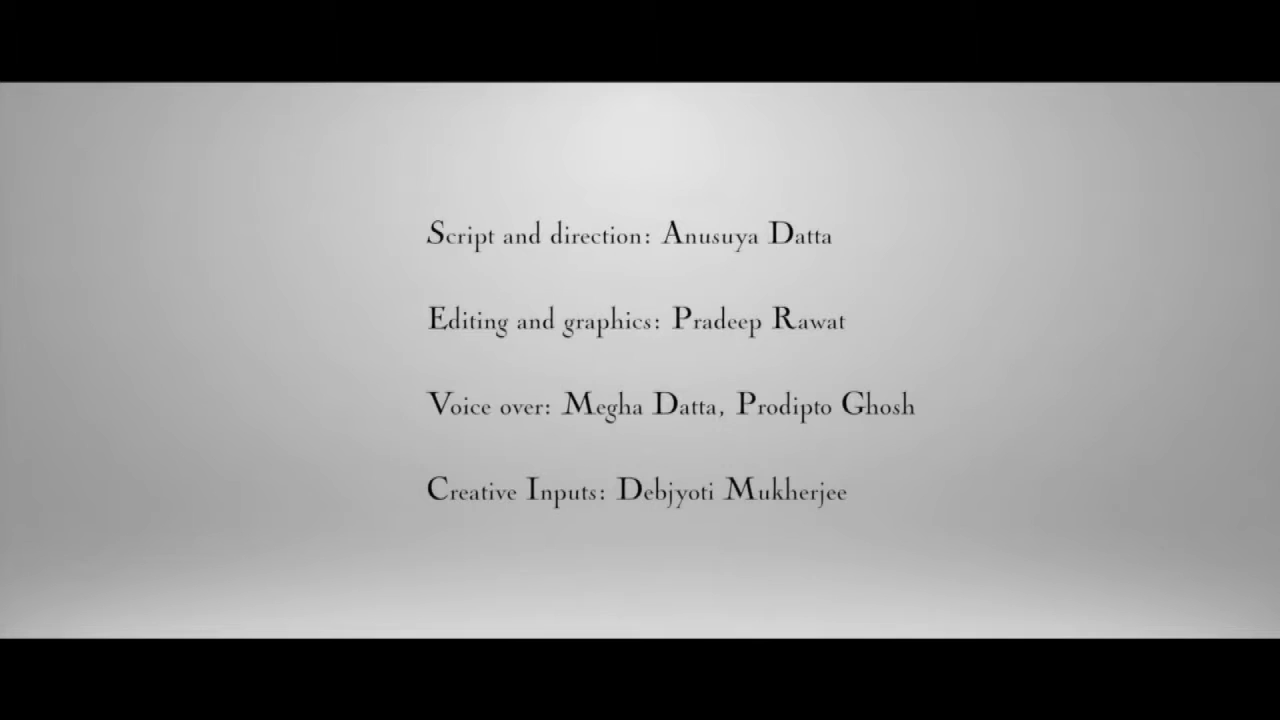 Script and direction: Anusuya Datta
Editing and graphics: Pradeep Rawat
Voice over: Megha Datta, Prodipto Ghosh
Creative Inputs: Debjyoti Mukherjee